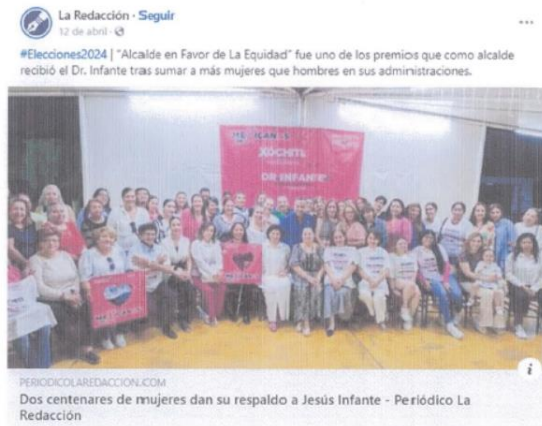 La Redacción · Seguir
12 de abril ·
#Elecciones2024 | "Alcalde en Favor de La Equidad" fue uno de los premios que como alcalde
recibió el Dr. Infante tras sumar a más mujeres que hombres en sus administraciones.
XÓCHITL
DR INFANTE
PERIODICOLAREDACCION.COM
Dos centenares de mujeres dan su respaldo a Jesús Infante - Periódico La
Redacción